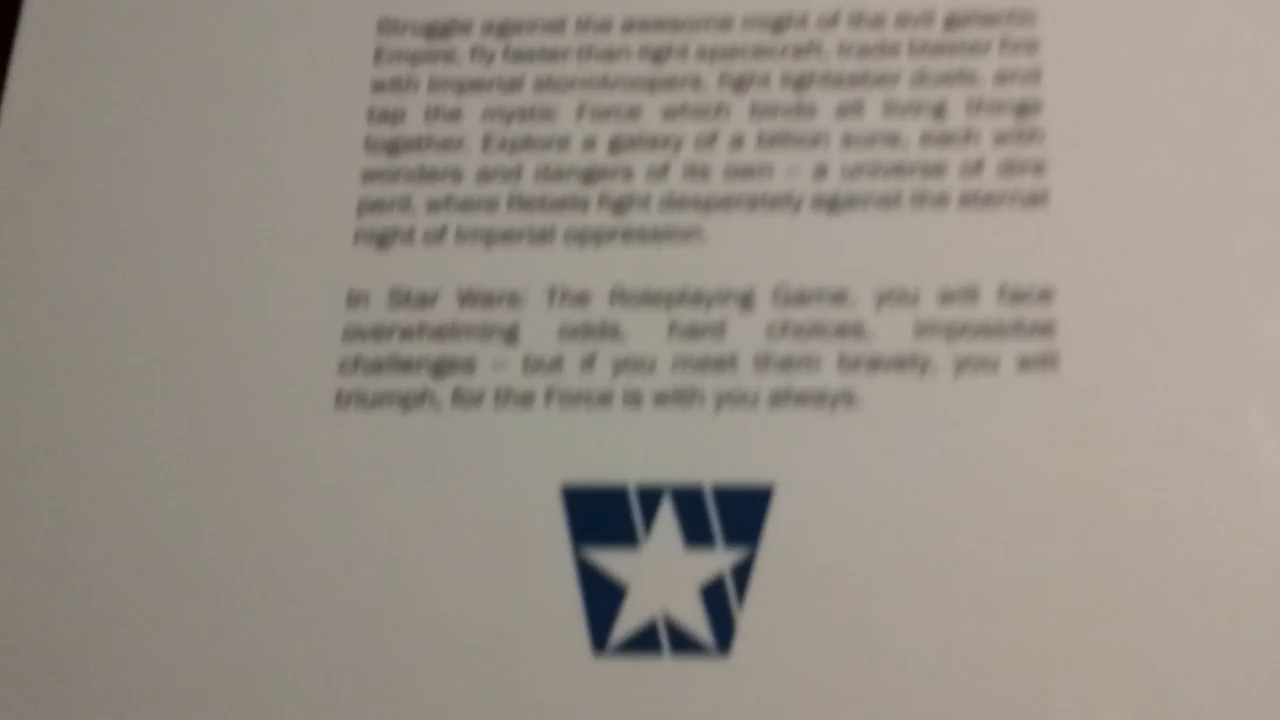 Struggle against the awesome might of the evil galactic
Empire, fly faster than light spacecraft, trade blaster fire
with Imperial stormtroopers, fight lightsaber duels, and
tap the mystic Force which binds all living things
together. Explore a galaxy of a billion suns, each with
wonders and dangers of its own – a universe of dire
peril, where Rebels fight desperately against the eternal
night of Imperial oppression.
In Star Wars: The Roleplaying Game, you will face
overwhelming odds, hard choices, impossible
challenges – but if you meet them bravely, you will
triumph, for the Force is with you always.